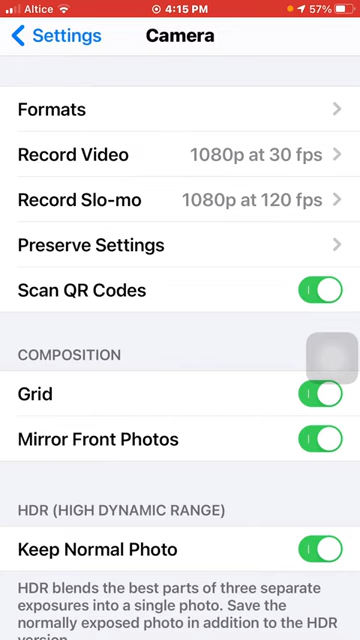 Altice 4:15 PM 57%
Settings Camera
Formats
Record Video 1080p at 30 fps
Record Slo-mo 1080p at 120 fps
Preserve Settings
Scan QR Codes
COMPOSITION
Grid
Mirror Front Photos
HDR (HIGH DYNAMIC RANGE)
Keep Normal Photo
HDR blends the best parts of three separate
exposures into a single photo. Save the
normally exposed photo in addition to the HDR
version.